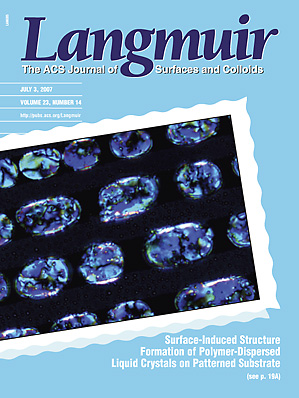 Langmuir
The ACS Journal of Surfaces and Colloids
JULY 3, 2007
VOLUME 23, NUMBER 14
http://pubs.acs.org/Langmuir
Surface-Induced Structure
Formation of Polymer-Dispersed
Liquid Crystals on Patterned Substrate
(see p. 19A)